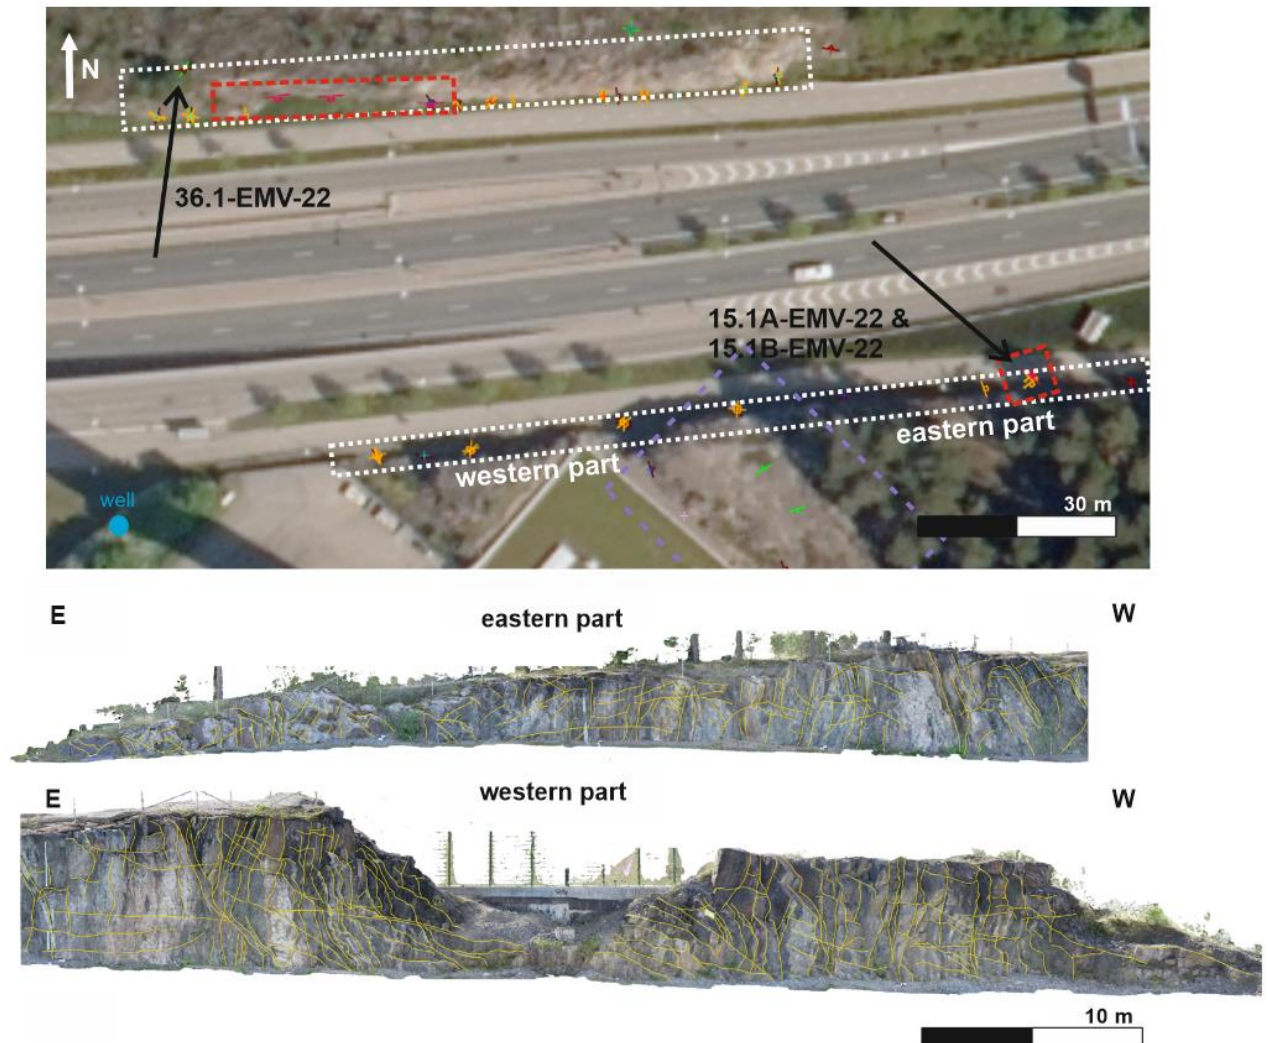 N
36.1-EMV-22
15.1A-EMV-22 &
15.1B-EMV-22
eastern part
western part
well
30 m
E
eastern part
W
E
western part
W
10 m